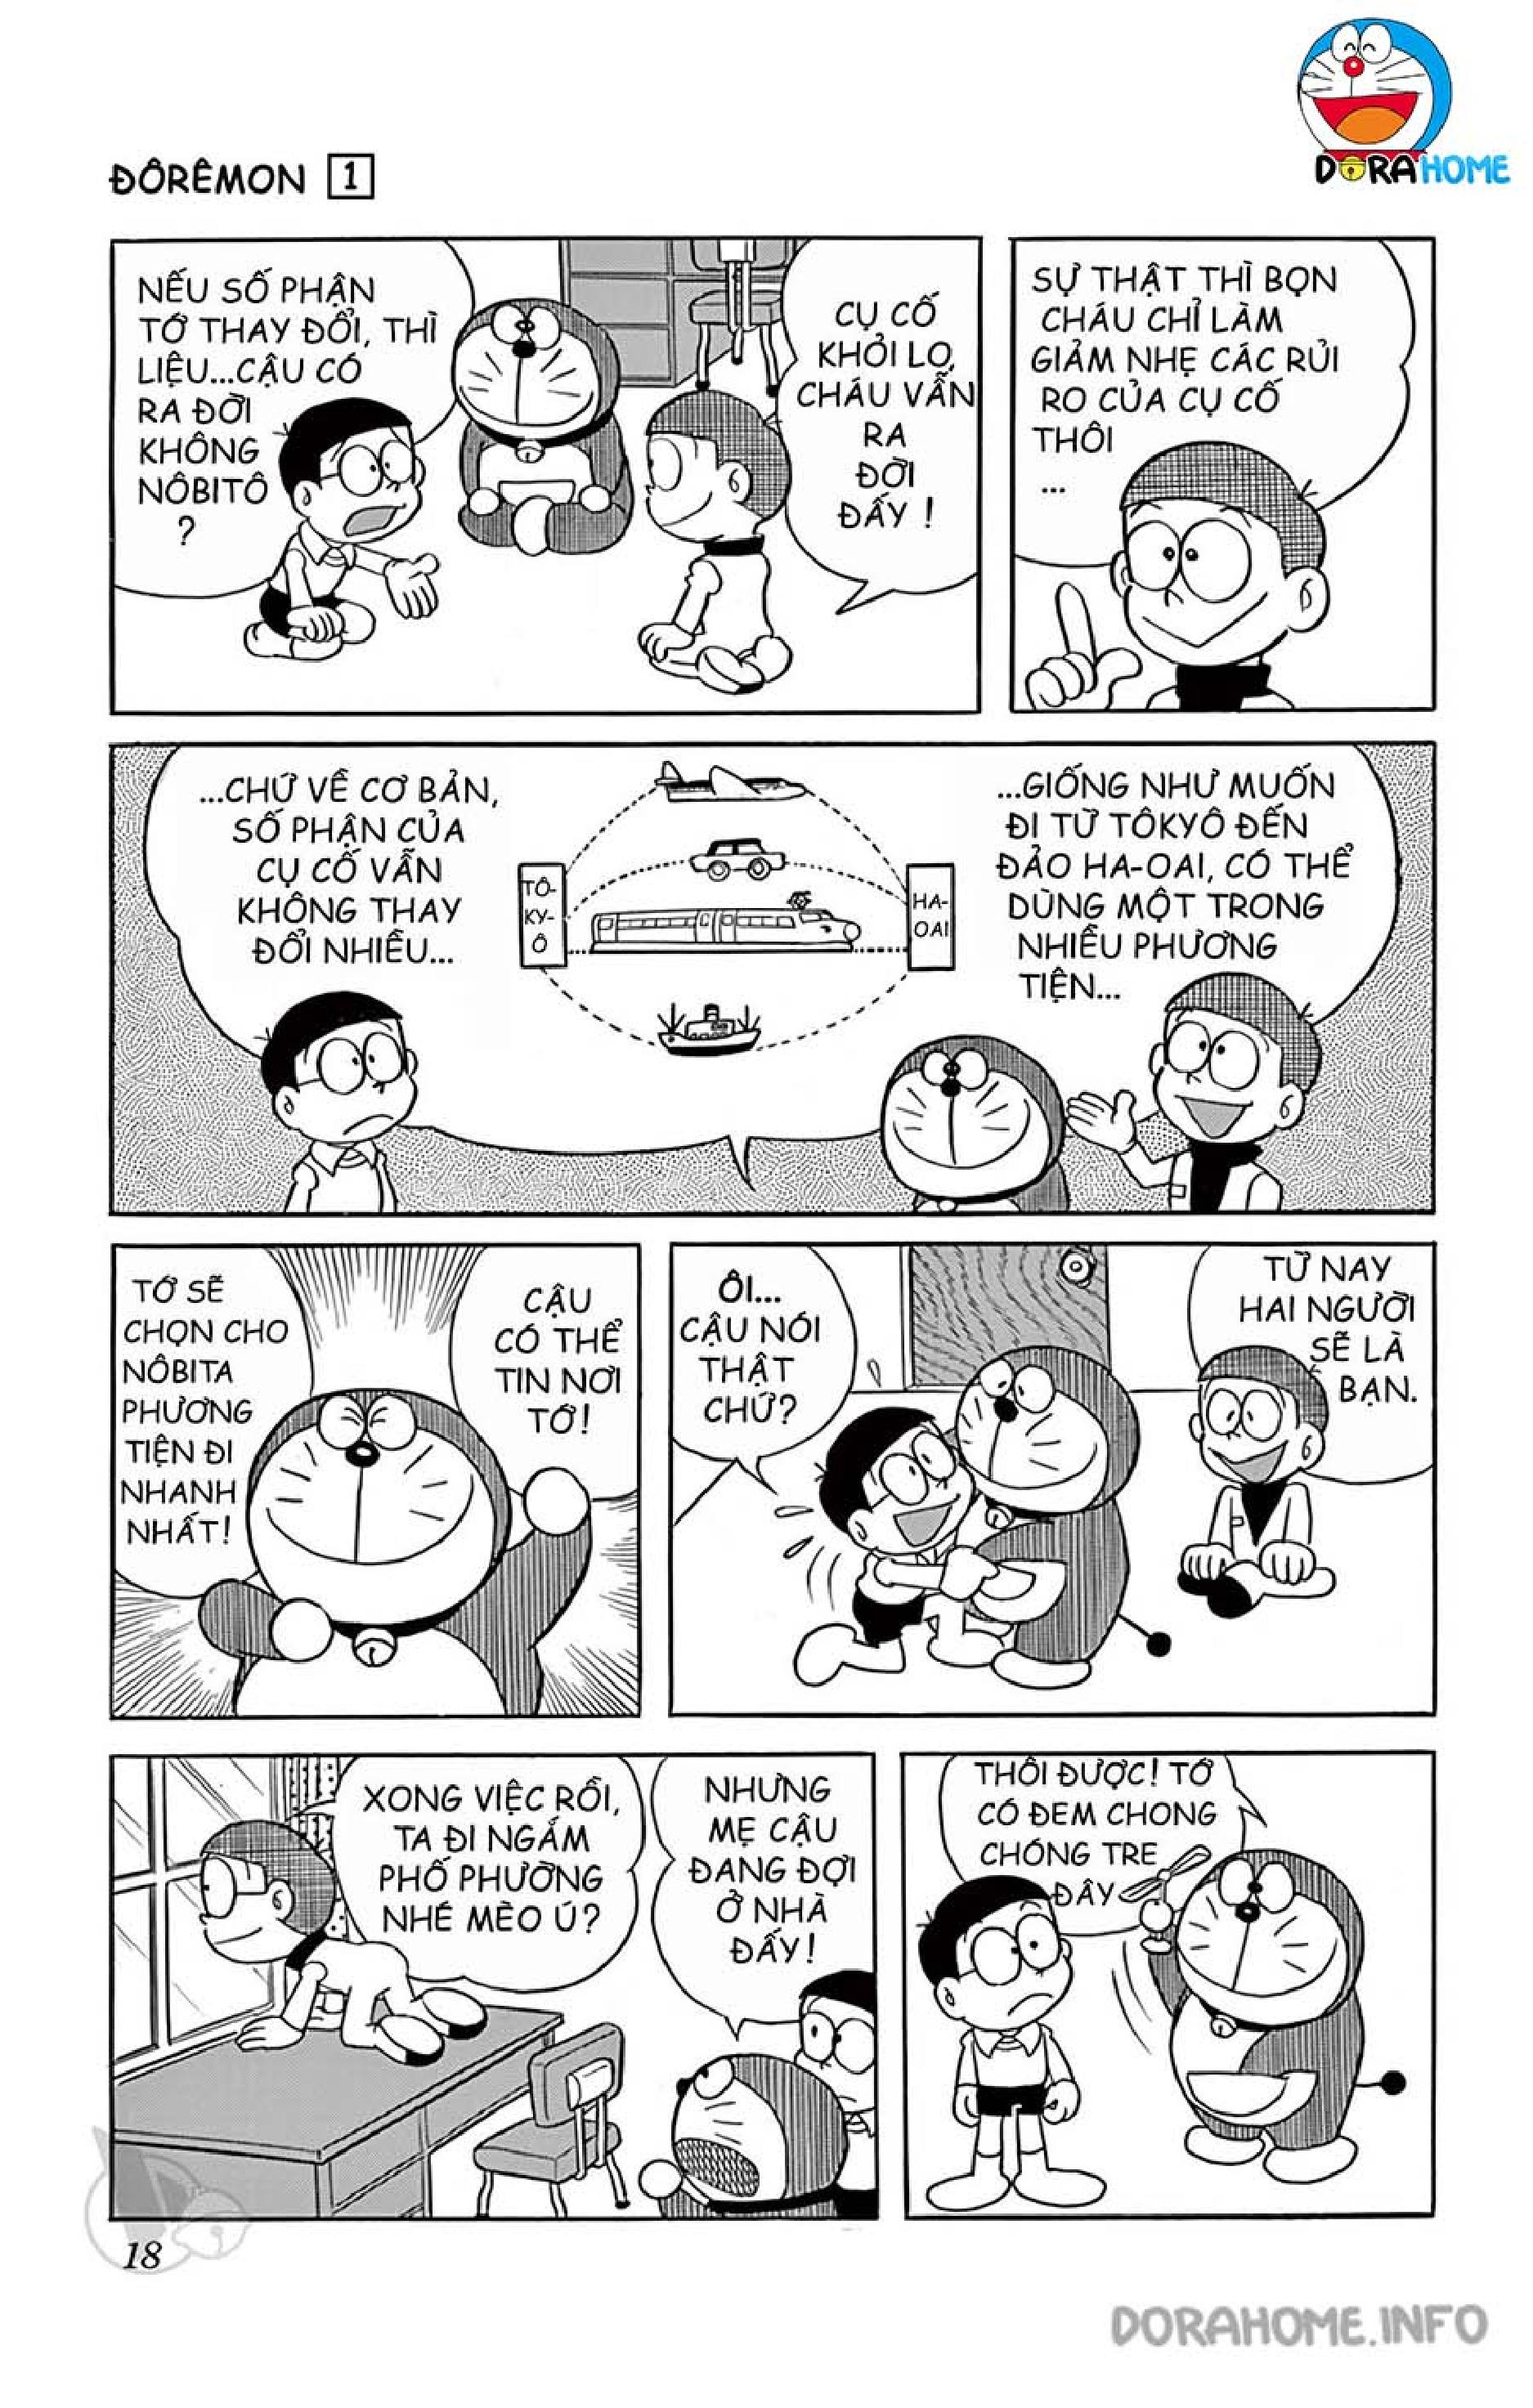 DORAHOME
ĐÔRÊMON 1
NẾU SỐ PHẬN
TỚ THAY ĐỔI, THÌ
LIỆU...CẬU CÓ
RA ĐỜI
KHÔNG
NÔBITÔ
?
CỤ CỐ
KHỎI LO,
CHÁU VẪN
RA
ĐỜI
ĐẤY !
SỰ THẬT THÌ BỌN
CHÁU CHỈ LÀM
GIẢM NHẸ CÁC RỦI
RO CỦA CỤ CỐ
THÔI
...
...CHỨ VỀ CƠ BẢN,
SỐ PHẬN CỦA
CỤ CỐ VẪN
KHÔNG THAY
ĐỔI NHIỀU...
TÔ-
KY-
Ô
HA-
OAI
...GIỐNG NHƯ MUỐN
ĐI TỪ TÔKYÔ ĐẾN
ĐẢO HA-OAI, CÓ THỂ
DÙNG MỘT TRONG
NHIỀU PHƯƠNG
TIỆN...
TỚ SẼ
CHỌN CHO
NÔBITA
PHƯƠNG
TIỆN ĐI
NHANH
NHẤT!
CẬU
CÓ THỂ
TIN NƠI
TỚ!
ÔI...
CẬU NÓI
THẬT
CHỨ?
TỪ NAY
HAI NGƯỜI
SẼ LÀ
BẠN.
XONG VIỆC RỒI,
TA ĐI NGẮM
PHỐ PHƯỜNG
NHÉ MÈO Ú?
NHƯNG
MẸ CẬU
ĐANG ĐỢI
Ở NHÀ
ĐẤY!
THÔI ĐƯỢC! TỚ
CÓ ĐEM CHONG
CHÓNG TRE
ĐÂY
18
DORAHOME.INFO